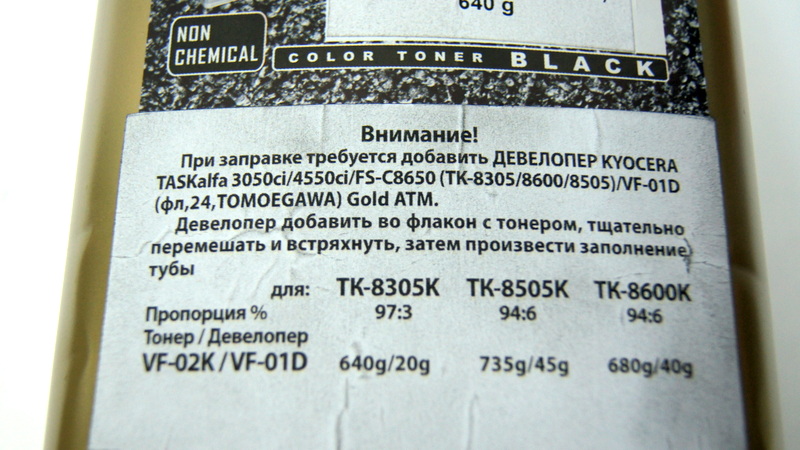 640 g
NON
CHEMICAL
COLOR TONER BLACK
Внимание!
При заправке требуется добавить ДЕВЕЛОПЕР KYOCERA
TASKalfa 3050ci/4550ci/FS-C8650 (TK-8305/8600/8505)/VF-01D
(фл,24,TOMOEGAWA) Gold ATM.
Девелопер добавить во флакон с тонером, тщательно
перемешать и встряхнуть, затем произвести заполнение
тубы
для: TK-8305K TK-8505K TK-8600K
Пропорция % 97:3 94:6 94:6
Тонер / Девелопер
VF-02K / VF-01D 640g/20g 735g/45g 680g/40g